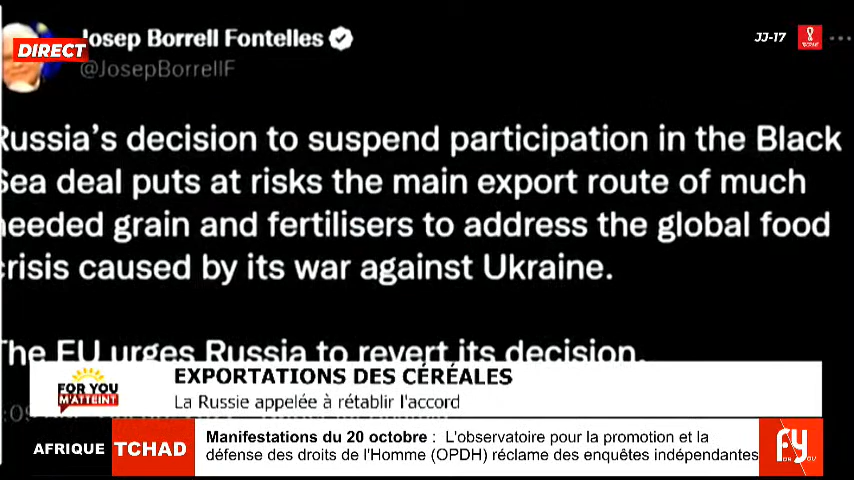 DIRECT
Josep Borrell Fontelles
@JosepBorrellF
JJ-17
Russia's decision to suspend participation in the Black
Sea deal puts at risks the main export route of much
needed grain and fertilisers to address the global food
crisis caused by its war against Ukraine.
The EU urges Russia to revert its decision.
FOR YOU
M'ATTEINT
EXPORTATIONS DES CÉRÉALES
La Russie appelée à rétablir l'accord
AFRIQUE
TCHAD
Manifestations du 20 octobre : L'observatoire pour la promotion et la
défense des droits de l'Homme (OPDH) réclame des enquêtes indépendantes
fy
FOR YOU